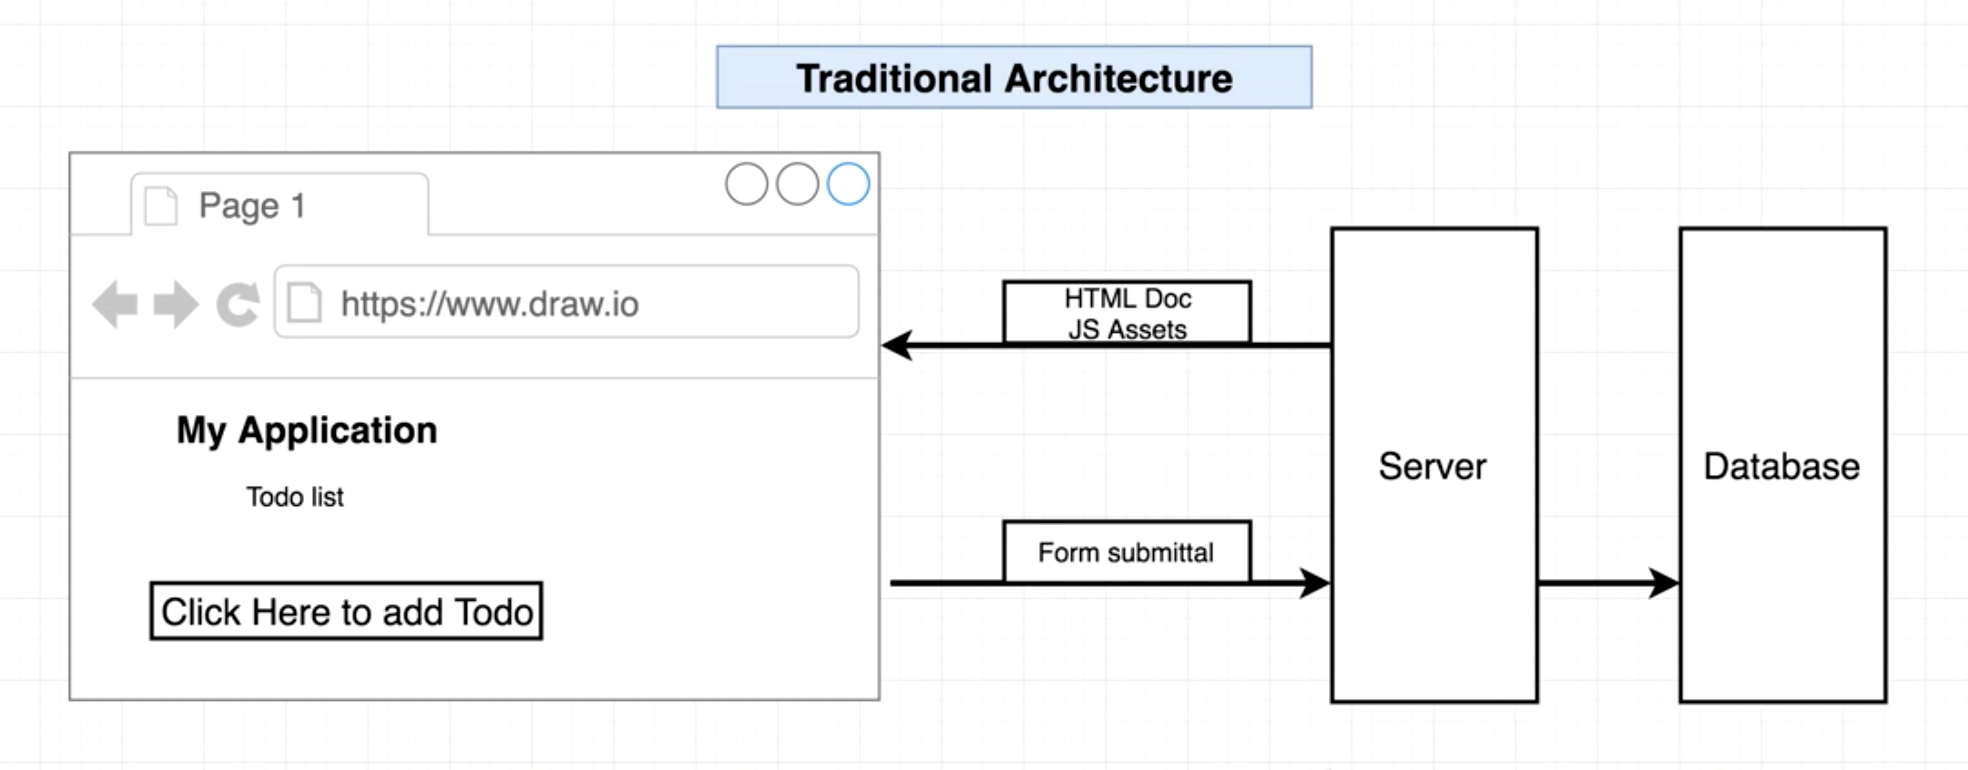 Traditional Architecture
Page 1
https://www.draw.io
HTML Doc
JS Assets
My Application
Todo list
Click Here to add Todo
Form submittal
Server
Database